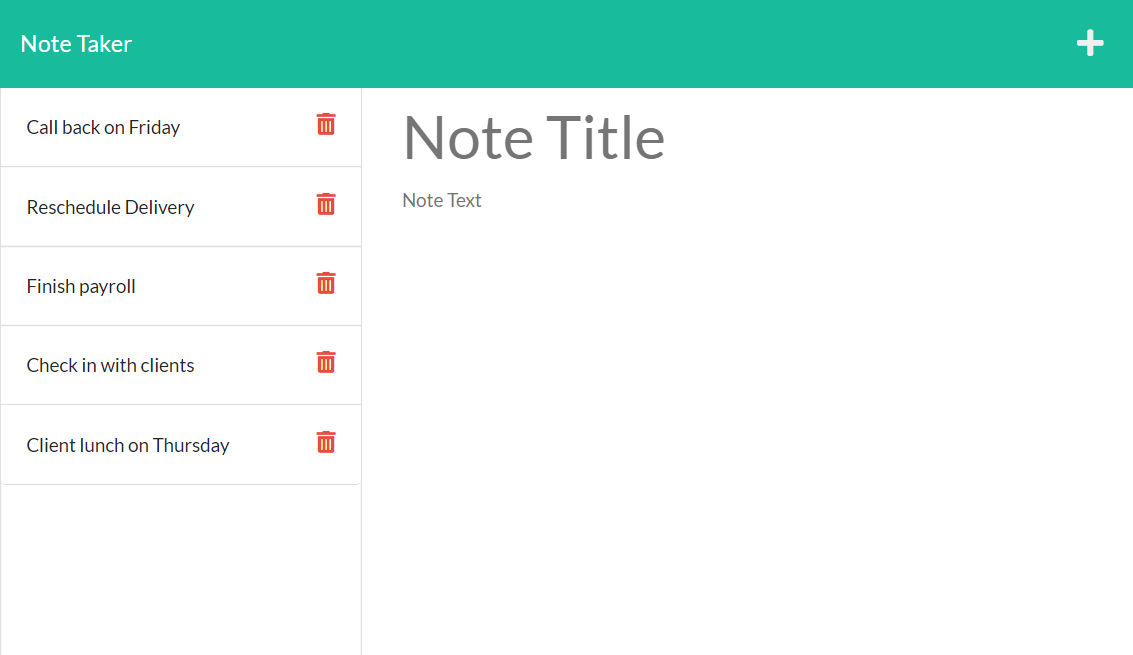 Note Taker
Call back on Friday
Reschedule Delivery
Finish payroll
Check in with clients
Client lunch on Thursday
Note Title
Note Text